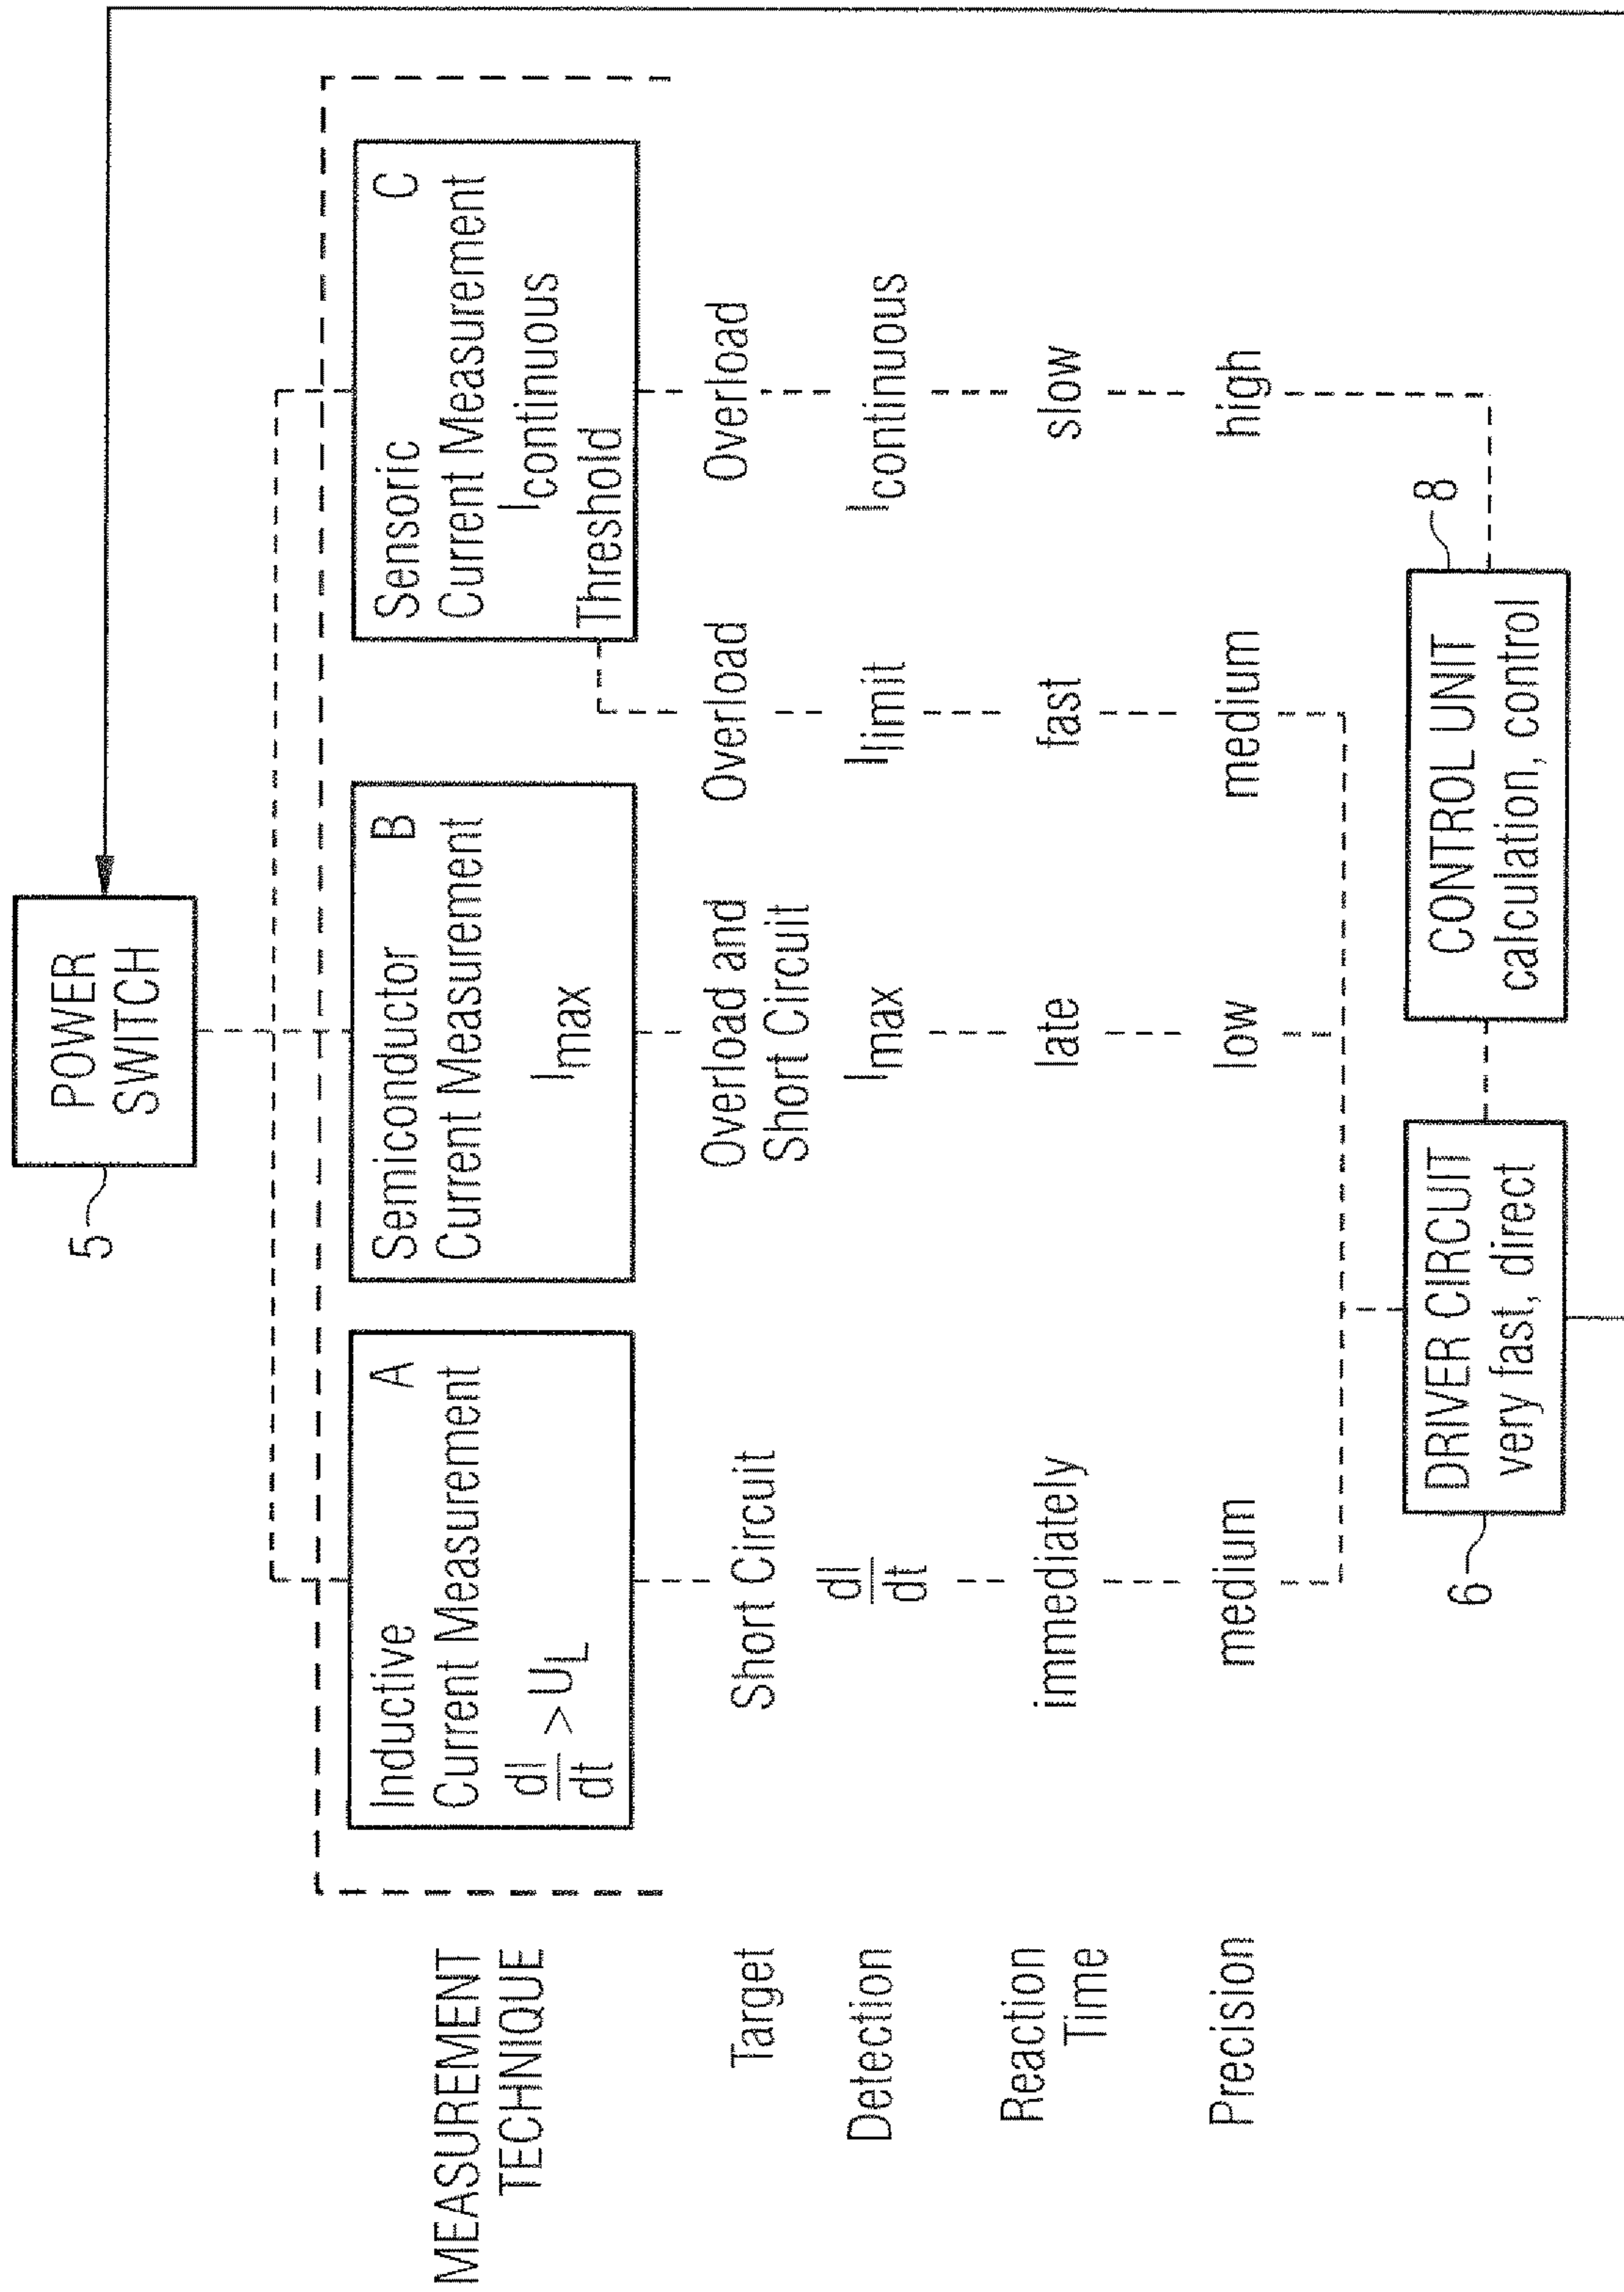 POWER
SWITCH
5
MEASUREMENT
TECHNIQUE
Inductive A
Current Measurement
dI
dt
> U_L
Semiconductor B
Current Measurement
I_max
Sensoric C
Current Measurement
I_continuous
Threshold
Target
Short Circuit
Overload and
Short Circuit
Overload
Overload
Detection
dI
dt
I_max
I_limit
I_continuous
Reaction
Time
immediately
late
fast
slow
Precision
medium
low
medium
high
DRIVER CIRCUIT
very fast, direct
6
CONTROL UNIT
calculation, control
8